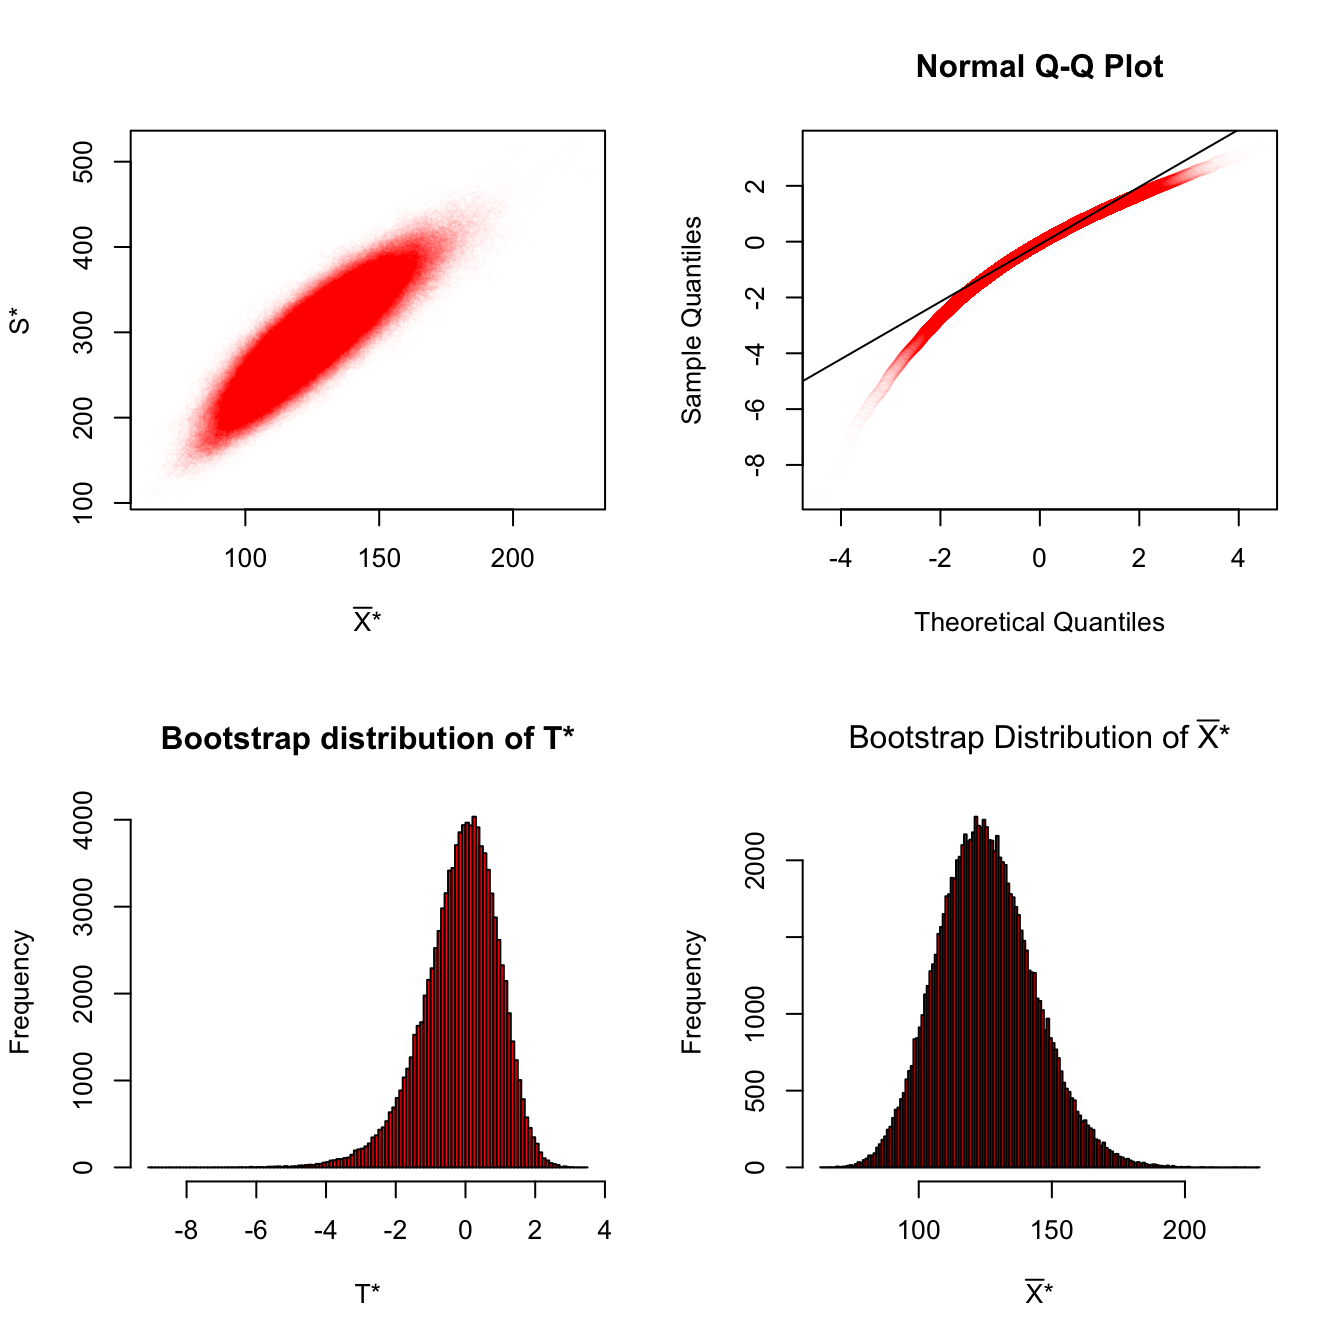 500
400
300
200
100
S*
100 150 200
X̅*
Normal Q-Q Plot
2
0
-2
-4
-6
-8
Sample Quantiles
-4 -2 0 2 4
Theoretical Quantiles
Bootstrap distribution of T*
4000
3000
2000
1000
0
Frequency
-8 -6 -4 -2 0 2 4
T*
Bootstrap Distribution of X̅*
2000
1000
500
0
Frequency
100 150 200
X̅*